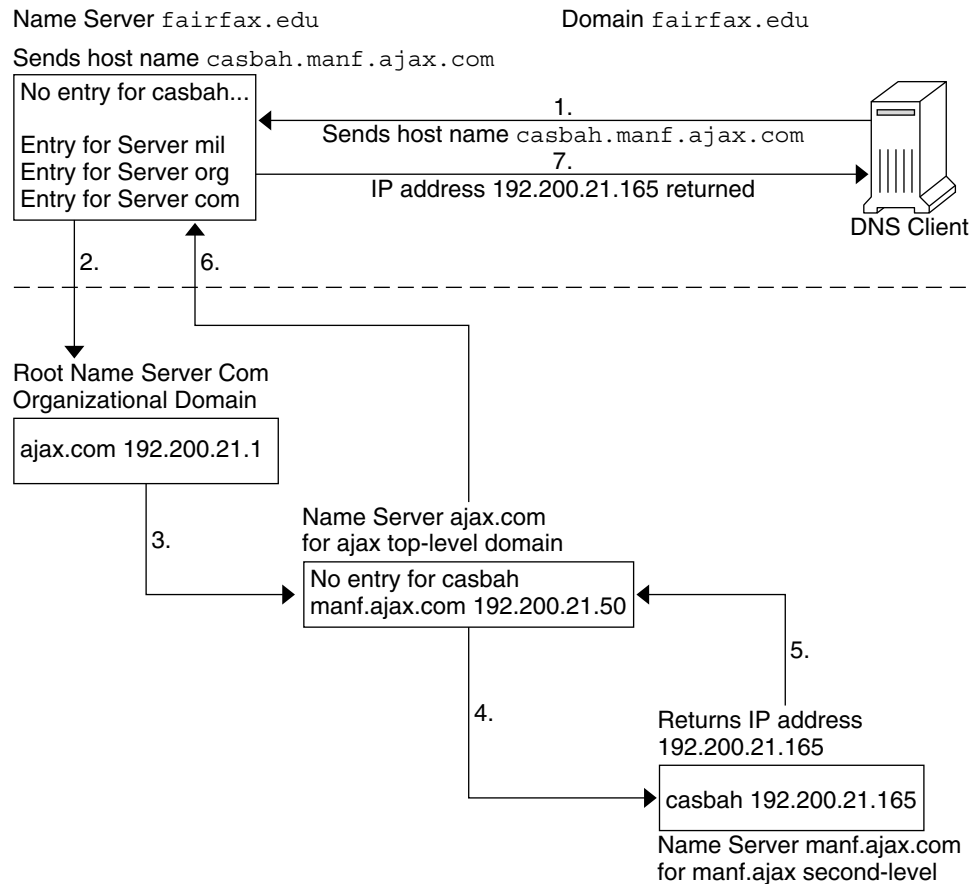 Name Server fairfax.edu
Domain fairfax.edu
Sends host name casbah.manf.ajax.com
No entry for casbah...
Entry for Server mil
Entry for Server org
Entry for Server com
1.
Sends host name casbah.manf.ajax.com
7.
IP address 192.200.21.165 returned
DNS Client
2.
6.
Root Name Server Com
Organizational Domain
ajax.com 192.200.21.1
3.
Name Server ajax.com
for ajax top-level domain
No entry for casbah
manf.ajax.com 192.200.21.50
4.
5.
Returns IP address
192.200.21.165
casbah 192.200.21.165
Name Server manf.ajax.com
for manf.ajax second-level